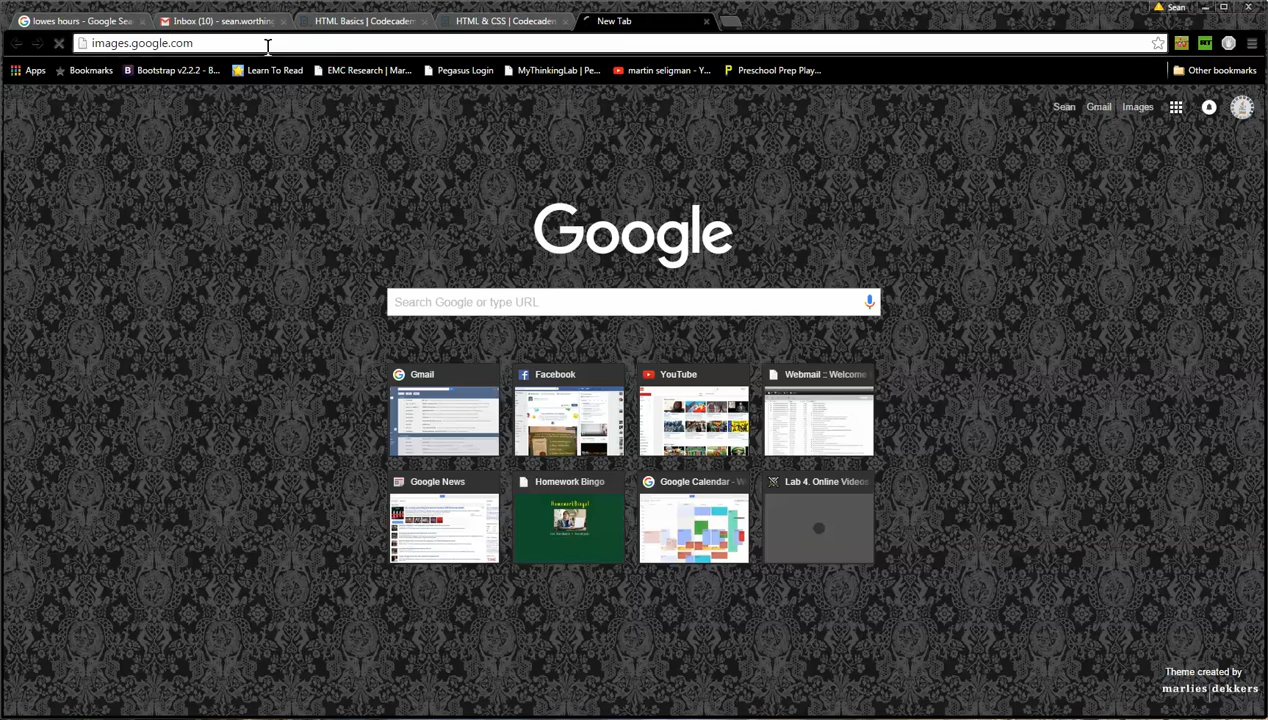 lowes hours - Google Sea
Inbox (10) - sean.worthin
HTML Basics | Codecadem
HTML & CSS | Codecadem
New Tab
Sean
images.google.com
Apps
Bookmarks
Bootstrap v2.2.2 - B...
Learn To Read
EMC Research | Mar...
Pegasus Login
MyThinkingLab | Pe...
martin seligman - Y...
Preschool Prep Play...
Other bookmarks
Sean Gmail Images
Google
Search Google or type URL
Gmail
Facebook
YouTube
Webmail :: Welcome
Google News
Homework Bingo
Google Calendar - W
Lab 4. Online Videos
HomeworkBingo!
Theme created by
marlies|dekkers